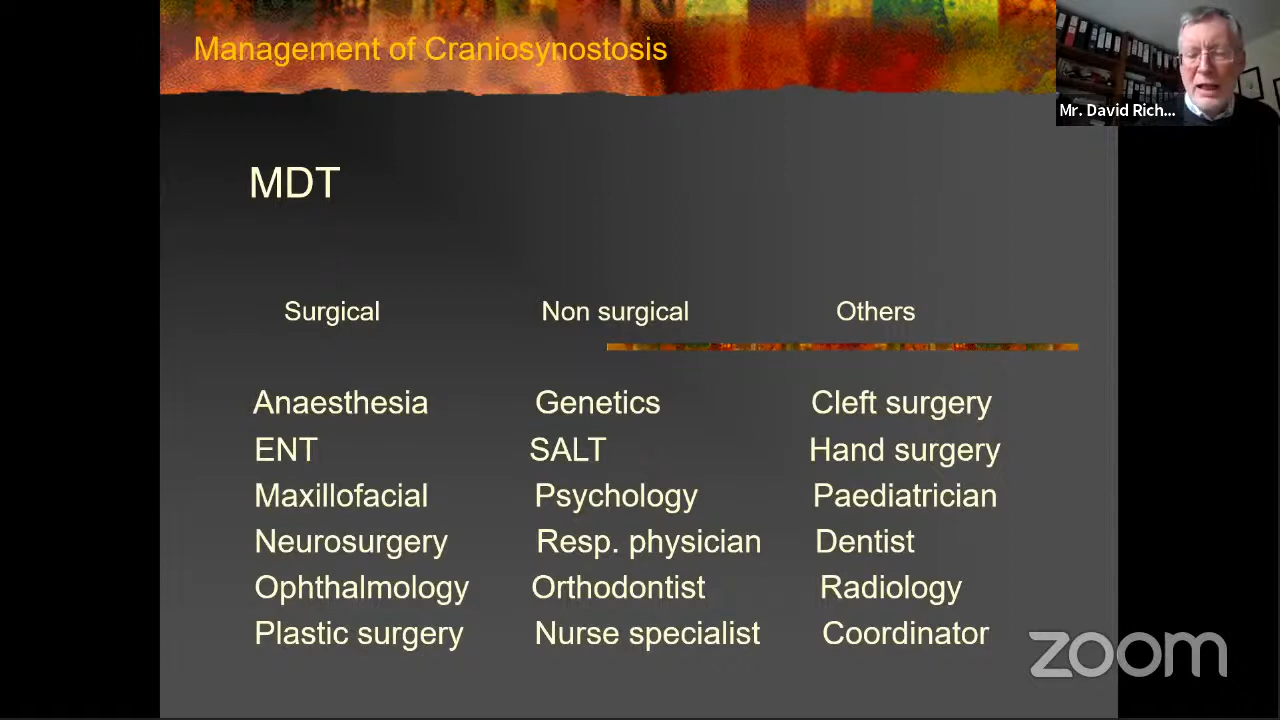 Management of Craniosynostosis
Mr. David Rich...
MDT
Surgical Non surgical Others
Anaesthesia Genetics Cleft surgery
ENT SALT Hand surgery
Maxillofacial Psychology Paediatrician
Neurosurgery Resp. physician Dentist
Ophthalmology Orthodontist Radiology
Plastic surgery Nurse specialist Coordinator
zoom